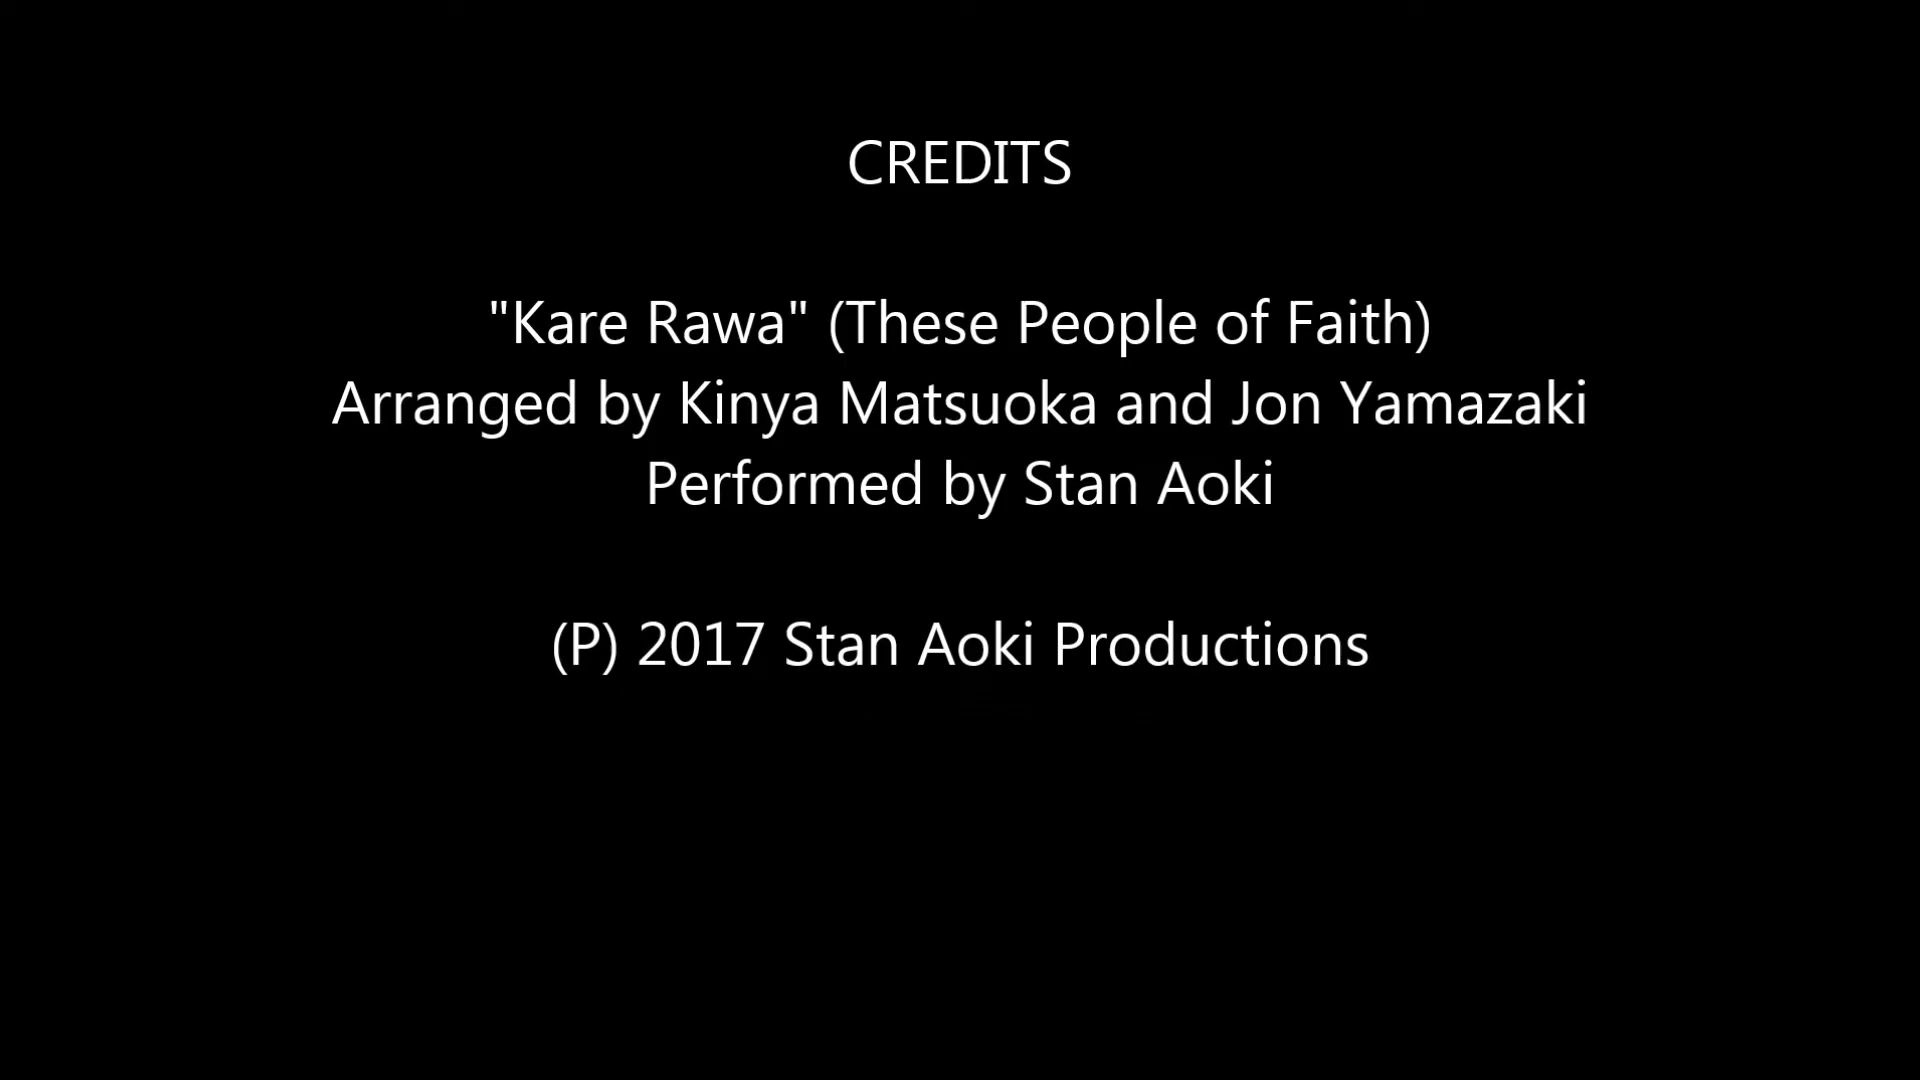 CREDITS
"Kare Rawa" (These People of Faith)
Arranged by Kinya Matsuoka and Jon Yamazaki
Performed by Stan Aoki
(P) 2017 Stan Aoki Productions